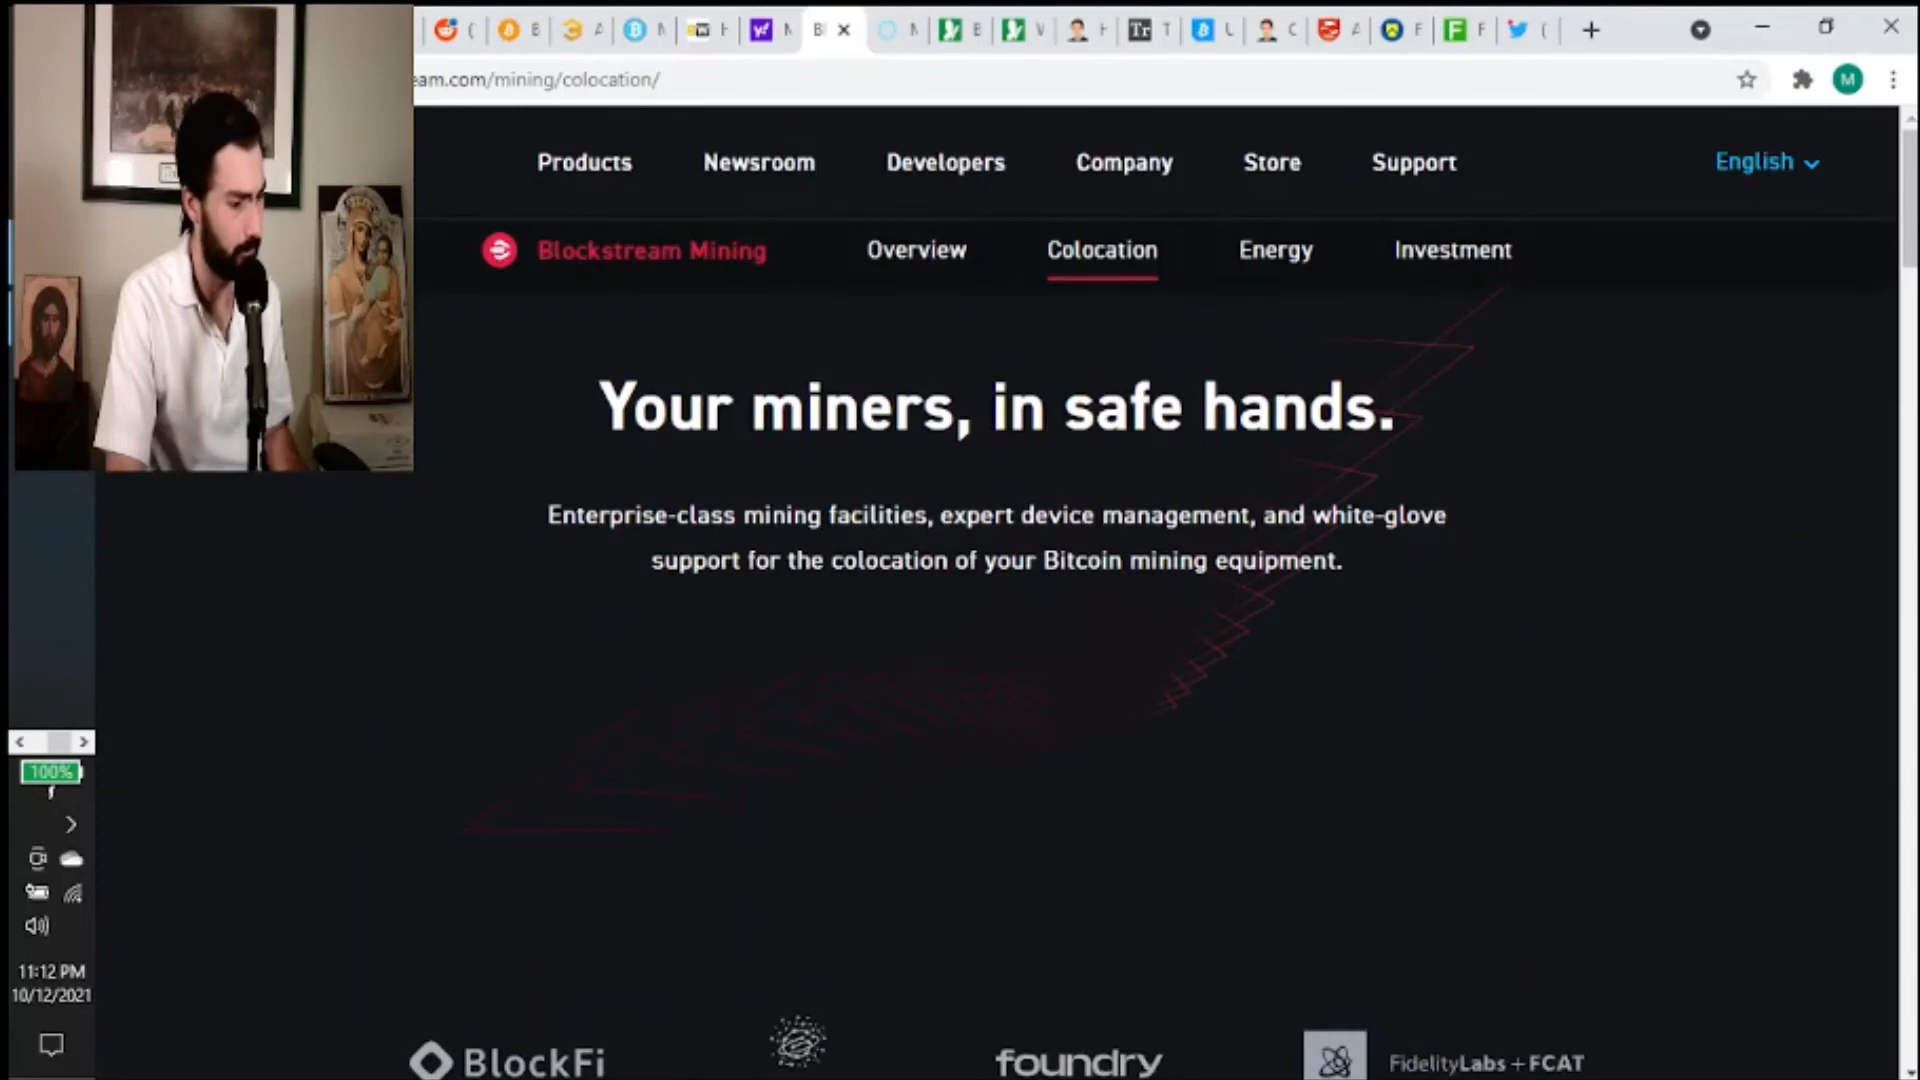 am.com/mining/colocation/
M
Products Newsroom Developers Company Store Support English
Blockstream Mining Overview Colocation Energy Investment
Your miners, in safe hands.
Enterprise-class mining facilities, expert device management, and white-glove
support for the colocation of your Bitcoin mining equipment.
100%
11:12 PM
10/12/2021
BlockFi foundry FidelityLabs + FCAT